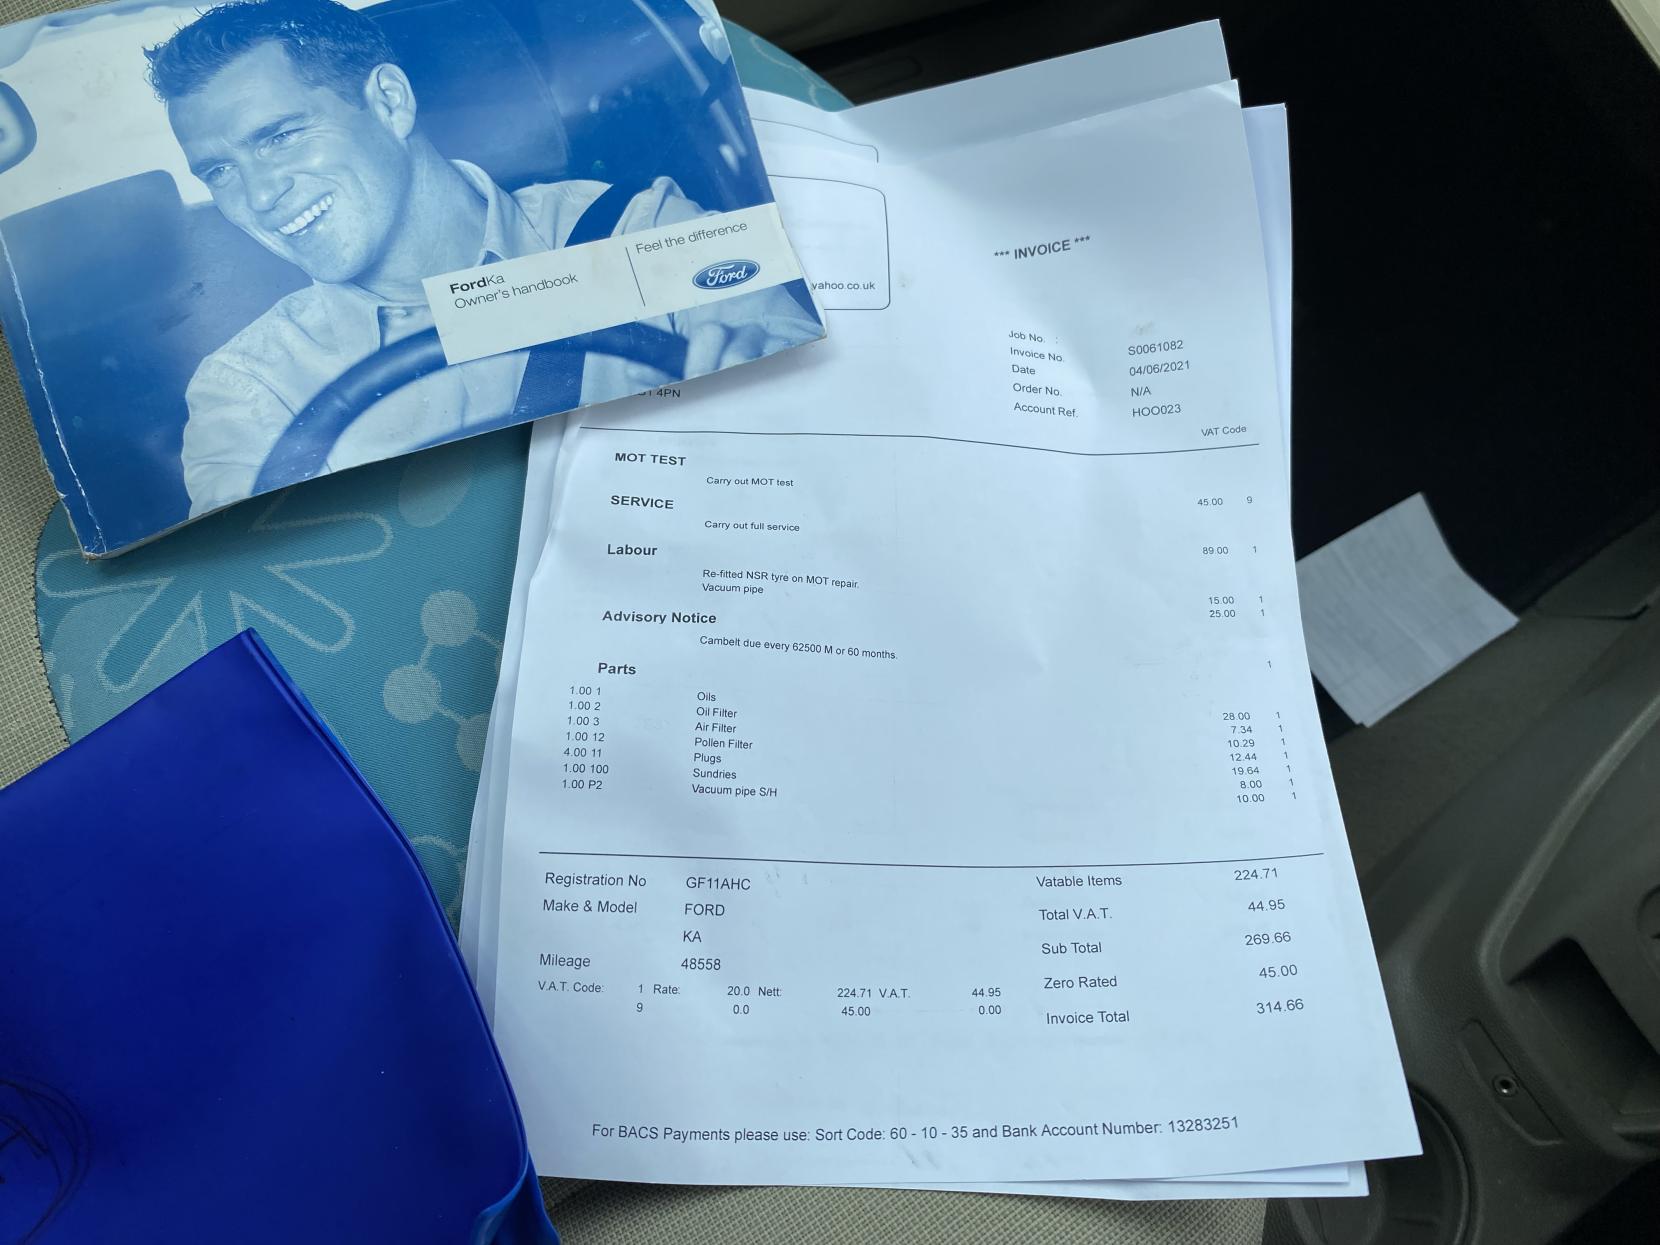 FordKa
Owner's handbook
Feel the difference
Ford
yahoo.co.uk
4PN
*** INVOICE ***
Job No. :
Invoice No. S0061082
Date 04/06/2021
Order No. N/A
Account Ref. HOO023
VAT Code
MOT TEST
Carry out MOT test 45.00 9
SERVICE
Carry out full service 89.00 1
Labour
Re-fitted NSR tyre on MOT repair. 15.00 1
Vacuum pipe 25.00 1
Advisory Notice
Cambelt due every 62500 M or 60 months. 1
Parts
1.00 1 Oils 28.00 1
1.00 2 Oil Filter 7.34 1
1.00 3 Air Filter 10.29 1
1.00 12 Pollen Filter 12.44 1
4.00 11 Plugs 19.64 1
1.00 100 Sundries 8.00 1
1.00 P2 Vacuum pipe S/H 10.00 1
Registration No GF11AHC
Make & Model FORD
KA
Mileage 48558
V.A.T. Code: 1 Rate: 20.0 Nett: 224.71 V.A.T. 44.95
9 0.0 45.00 0.00
Vatable Items 224.71
Total V.A.T. 44.95
Sub Total 269.66
Zero Rated 45.00
Invoice Total 314.66
For BACS Payments please use: Sort Code: 60 - 10 - 35 and Bank Account Number: 13283251